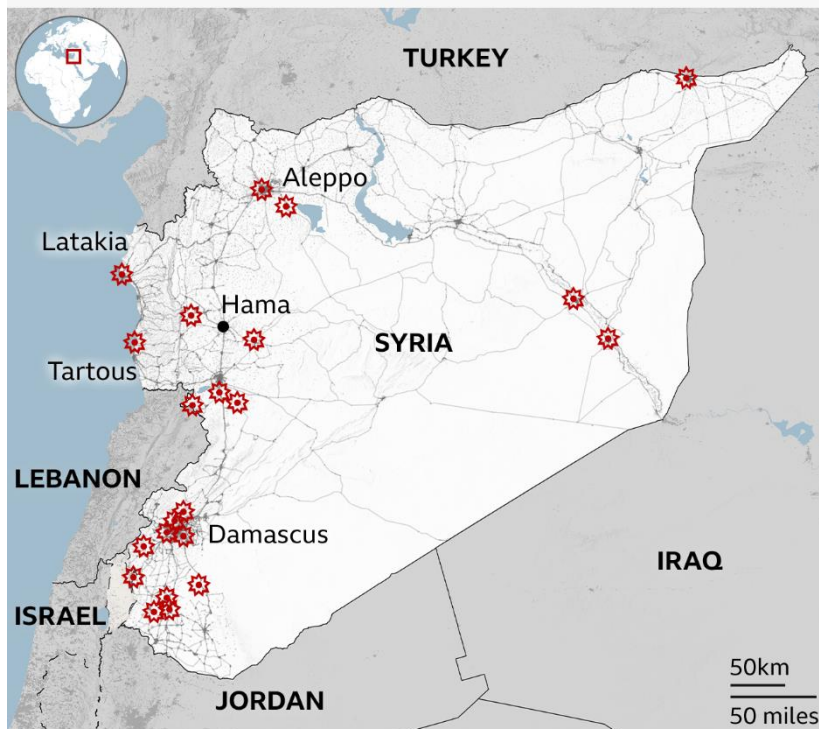 TURKEY
Aleppo
Latakia
Hama
SYRIA
Tartous
LEBANON
Damascus
IRAQ
ISRAEL
50km
JORDAN
50 miles